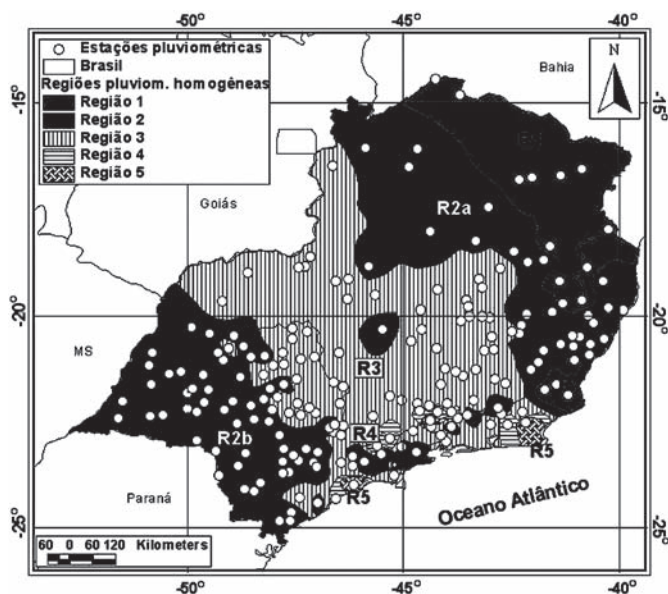 -50° -45° -40°
Estações pluviométricas
Brasil
Regiões pluviom. homogêneas
Região 1
Região 2
Região 3
Região 4
Região 5
N
Bahia
-15° -15°
Goiás
R2a
-20° -20°
MS
R3
R2b
R4
R5
R5
Paraná
Oceano Atlântico
-25° -25°
60 0 60 120 Kilometers
-50° -45° -40°